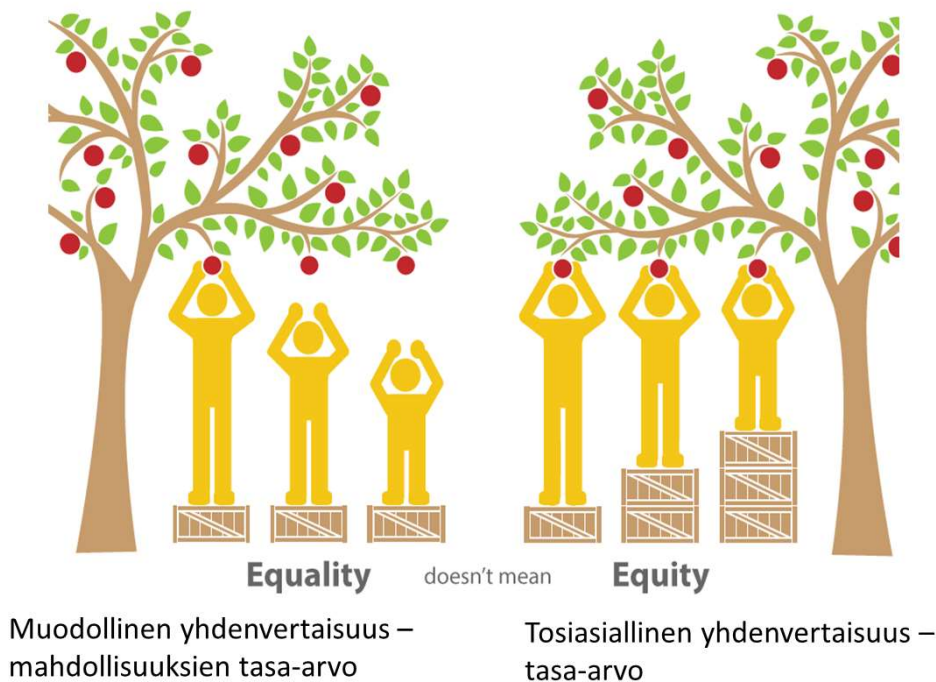 Equality doesn't mean Equity
Muodollinen yhdenvertaisuus –
mahdollisuuksien tasa-arvo
Tosiasiallinen yhdenvertaisuus –
tasa-arvo